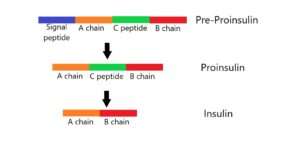 Pre-Proinsulin
Signal peptide A chain C peptide B chain
Proinsulin
A chain C peptide B chain
Insulin
A chain B chain